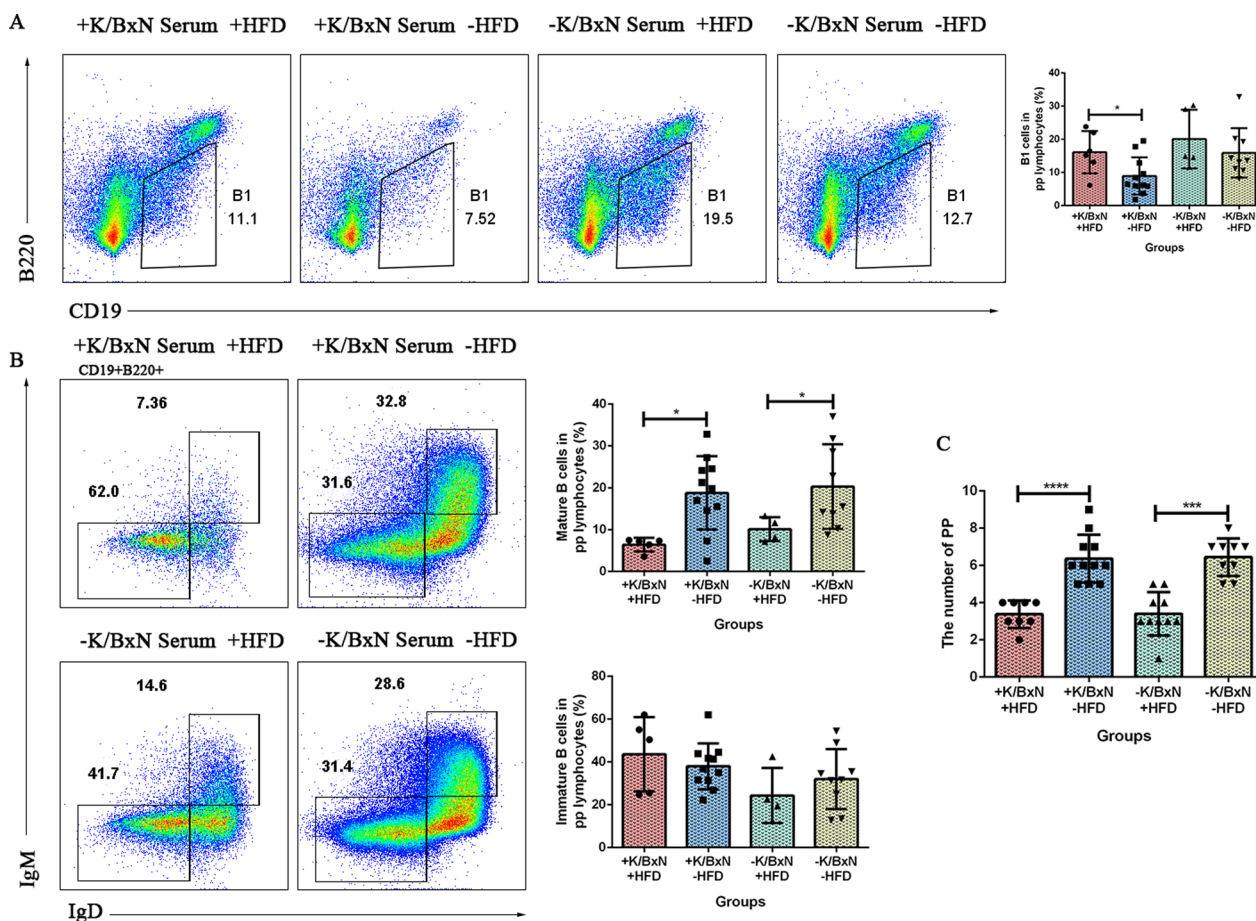 A
+K/BxN Serum +HFD
+K/BxN Serum -HFD
-K/BxN Serum +HFD
-K/BxN Serum -HFD
B220
B1
11.1
B1
7.52
B1
19.5
B1
12.7
CD19
B1 cells in
pp lymphocytes (%)
40
30
20
10
0
*
+K/BxN
+HFD
+K/BxN
-HFD
-K/BxN
+HFD
-K/BxN
-HFD
Groups
B
+K/BxN Serum +HFD
+K/BxN Serum -HFD
CD19+B220+
7.36
62.0
32.8
31.6
-K/BxN Serum +HFD
-K/BxN Serum -HFD
14.6
41.7
28.6
31.4
IgM
IgD
Mature B cells in
pp lymphocytes (%)
40
30
20
10
0
*
*
+K/BxN
+HFD
+K/BxN
-HFD
-K/BxN
+HFD
-K/BxN
-HFD
Groups
Immature B cells in
pp lymphocytes (%)
80
60
40
20
0
+K/BxN
+HFD
+K/BxN
-HFD
-K/BxN
+HFD
-K/BxN
-HFD
Groups
C
The number of PP
10
8
6
4
2
0
****
***
+K/BxN
+HFD
+K/BxN
-HFD
-K/BxN
+HFD
-K/BxN
-HFD
Groups